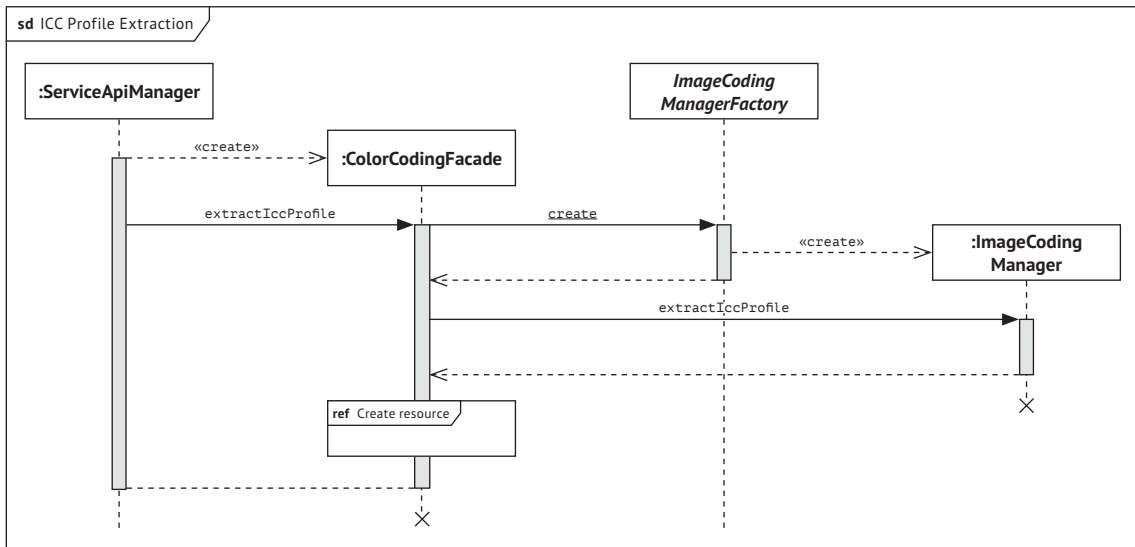 sd ICC Profile Extraction
:ServiceApiManager
ImageCoding
ManagerFactory
«create»
:ColorCodingFacade
extractIccProfile
create
«create»
:ImageCoding
Manager
extractIccProfile
ref Create resource